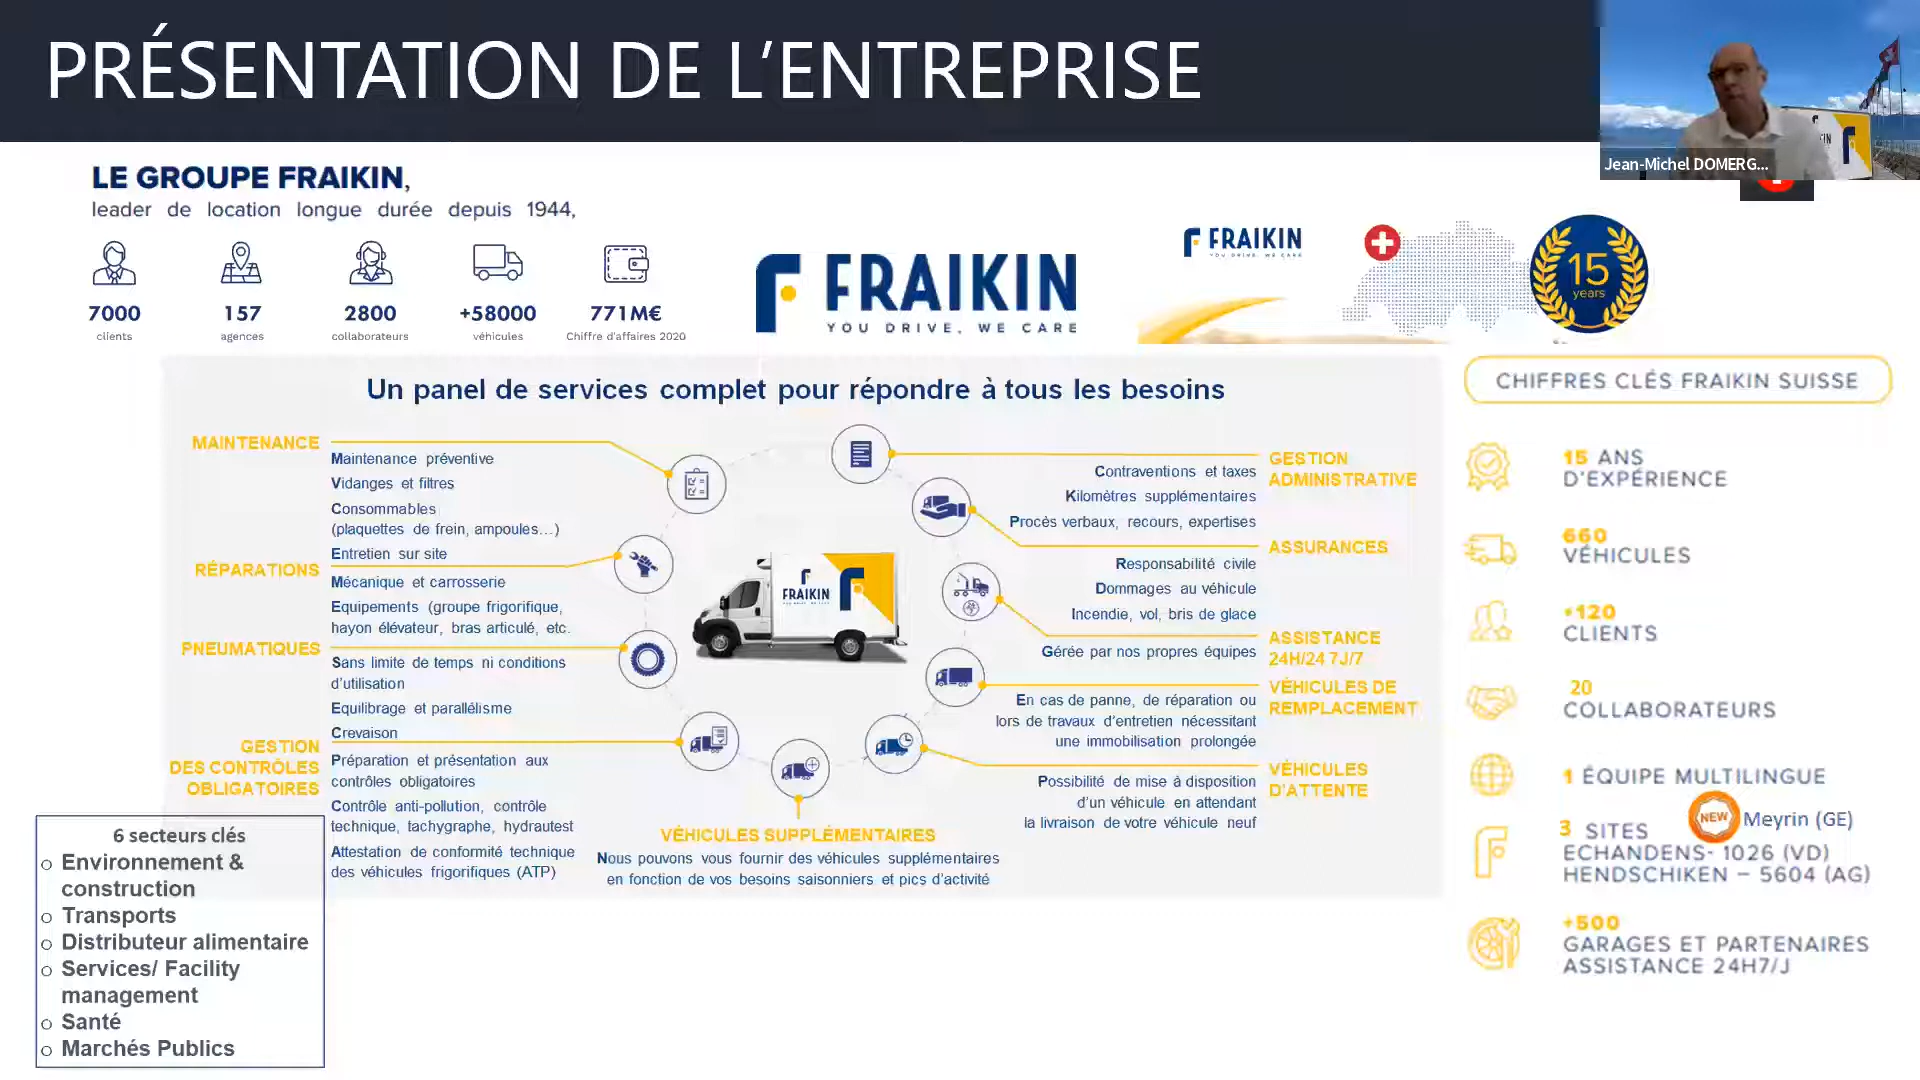 PRÉSENTATION DE L'ENTREPRISE
Jean-Michel DOMERG...
LE GROUPE FRAIKIN,
leader de location longue durée depuis 1944,
7000
clients
157
agences
2800
collaborateurs
+58000
véhicules
771M€
Chiffre d'affaires 2020
FRAIKIN
YOU DRIVE, WE CARE
FRAIKIN
YOU DRIVE, WE CARE
15
years
Un panel de services complet pour répondre à tous les besoins
MAINTENANCE
Maintenance préventive
Vidanges et filtres
Consommables
(plaquettes de frein, ampoules…)
Entretien sur site
RÉPARATIONS
Mécanique et carrosserie
Equipements (groupe frigorifique,
hayon élévateur, bras articulé, etc.
PNEUMATIQUES
Sans limite de temps ni conditions
d'utilisation
Equilibrage et parallélisme
Crevaison
GESTION
DES CONTRÔLES
OBLIGATOIRES
Préparation et présentation aux
contrôles obligatoires
Contrôle anti-pollution, contrôle
technique, tachygraphe, hydrautest
Attestation de conformité technique
des véhicules frigorifiques (ATP)
FRAIKIN
VÉHICULES SUPPLÉMENTAIRES
Nous pouvons vous fournir des véhicules supplémentaires
en fonction de vos besoins saisonniers et pics d'activité
GESTION
ADMINISTRATIVE
Contraventions et taxes
Kilomètres supplémentaires
Procès verbaux, recours, expertises
ASSURANCES
Responsabilité civile
Dommages au véhicule
Incendie, vol, bris de glace
ASSISTANCE
24H/24 7J/7
Gérée par nos propres équipes
VÉHICULES DE
REMPLACEMENT
En cas de panne, de réparation ou
lors de travaux d'entretien nécessitant
une immobilisation prolongée
VÉHICULES
D'ATTENTE
Possibilité de mise à disposition
d'un véhicule en attendant
la livraison de votre véhicule neuf
CHIFFRES CLÉS FRAIKIN SUISSE
15 ANS
D'EXPÉRIENCE
660
VÉHICULES
+120
CLIENTS
20
COLLABORATEURS
1 ÉQUIPE MULTILINGUE
3 SITES
NEW
Meyrin (GE)
ECHANDENS- 1026 (VD)
HENDSCHIKEN – 5604 (AG)
+500
GARAGES ET PARTENAIRES
ASSISTANCE 24H7/J
6 secteurs clés
o Environnement &
construction
o Transports
o Distributeur alimentaire
o Services/ Facility
management
o Santé
o Marchés Publics